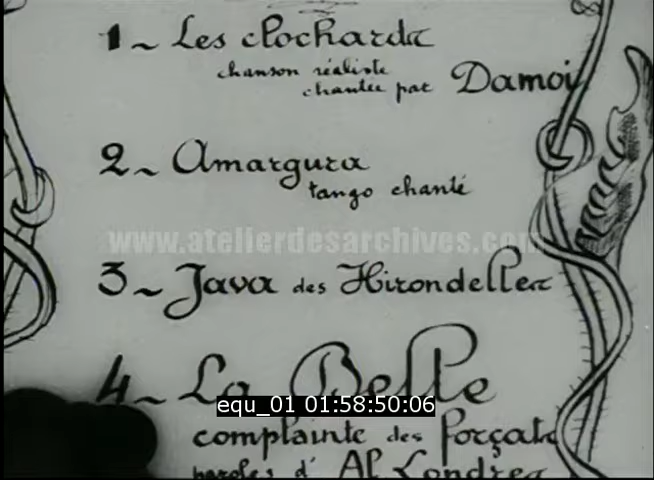 1 ~ Les clochards
chanson réaliste
chantée par Damoi
2 ~ Amargura
tango chanté
www.atelierdesarchives.com
3 ~ Java des Hirondelles
4 ~ La Belle
equ_01 01:58:50:06
complainte des forçats
paroles d' Al Londres